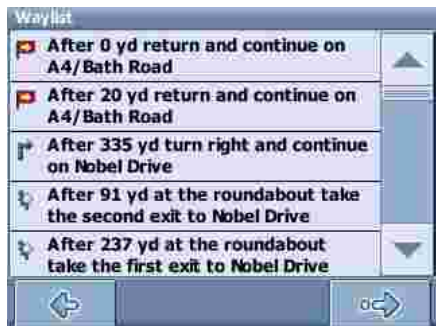 Waylist
After 0 yd return and continue on
A4/Bath Road
After 20 yd return and continue on
A4/Bath Road
After 335 yd turn right and continue
on Nobel Drive
After 91 yd at the roundabout take
the second exit to Nobel Drive
After 237 yd at the roundabout
take the first exit to Nobel Drive